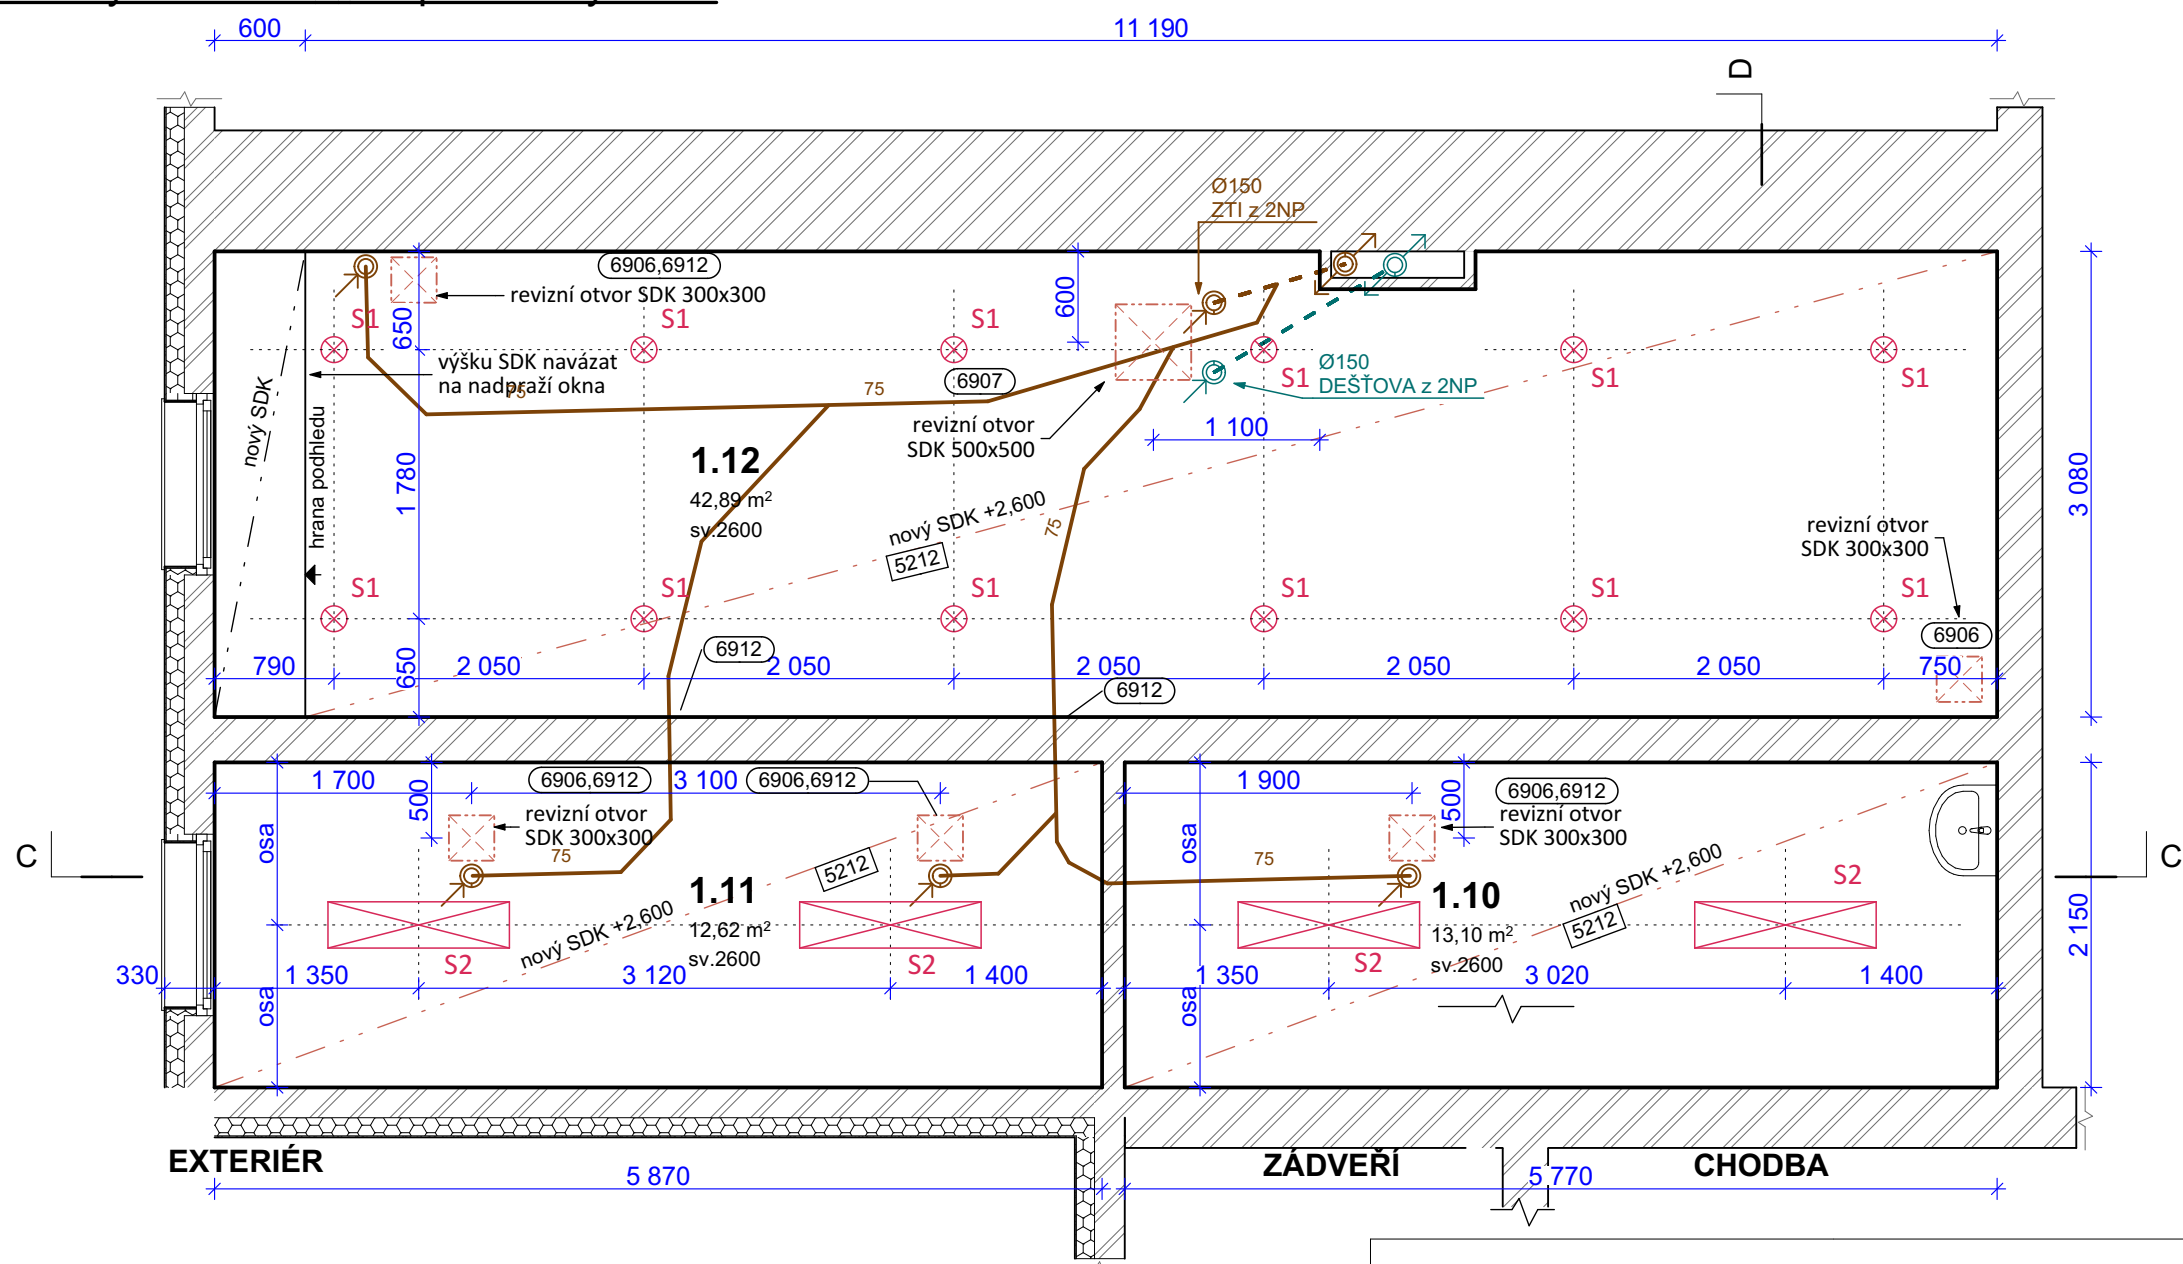 600
11 190
D
Ø150
ZTI z 2NP
6906,6912
revizní otvor SDK 300x300
650
600
S1
S1
S1
výšku SDK navázat
na nadpraží okna
75
75
6907
Ø150
DEŠŤOVA z 2NP
S1
S1
S1
nový SDK
hrana podhledu
revizní otvor
SDK 500x500
1 100
1 780
1.12
42,89 m²
sv.2600
nový SDK +2,600
5212
75
3 080
revizní otvor
SDK 300x300
S1
S1
S1
S1
S1
S1
6906
6912
790
650
2 050
2 050
2 050
2 050
2 050
750
6912
1 700
500
6906,6912
3 100
6906,6912
1 900
500
6906,6912
revizní otvor
SDK 300x300
revizní otvor
SDK 300x300
osa
75
osa
75
C
C
1.11
12,62 m²
sv.2600
5212
nový SDK +2,600
1.10
13,10 m²
sv.2600
nový SDK +2,600
5212
S2
S2
S2
S2
2 150
330
1 350
3 120
1 400
1 350
3 020
1 400
osa
osa
EXTERIÉR
ZÁDVEŘÍ
CHODBA
5 870
5 770